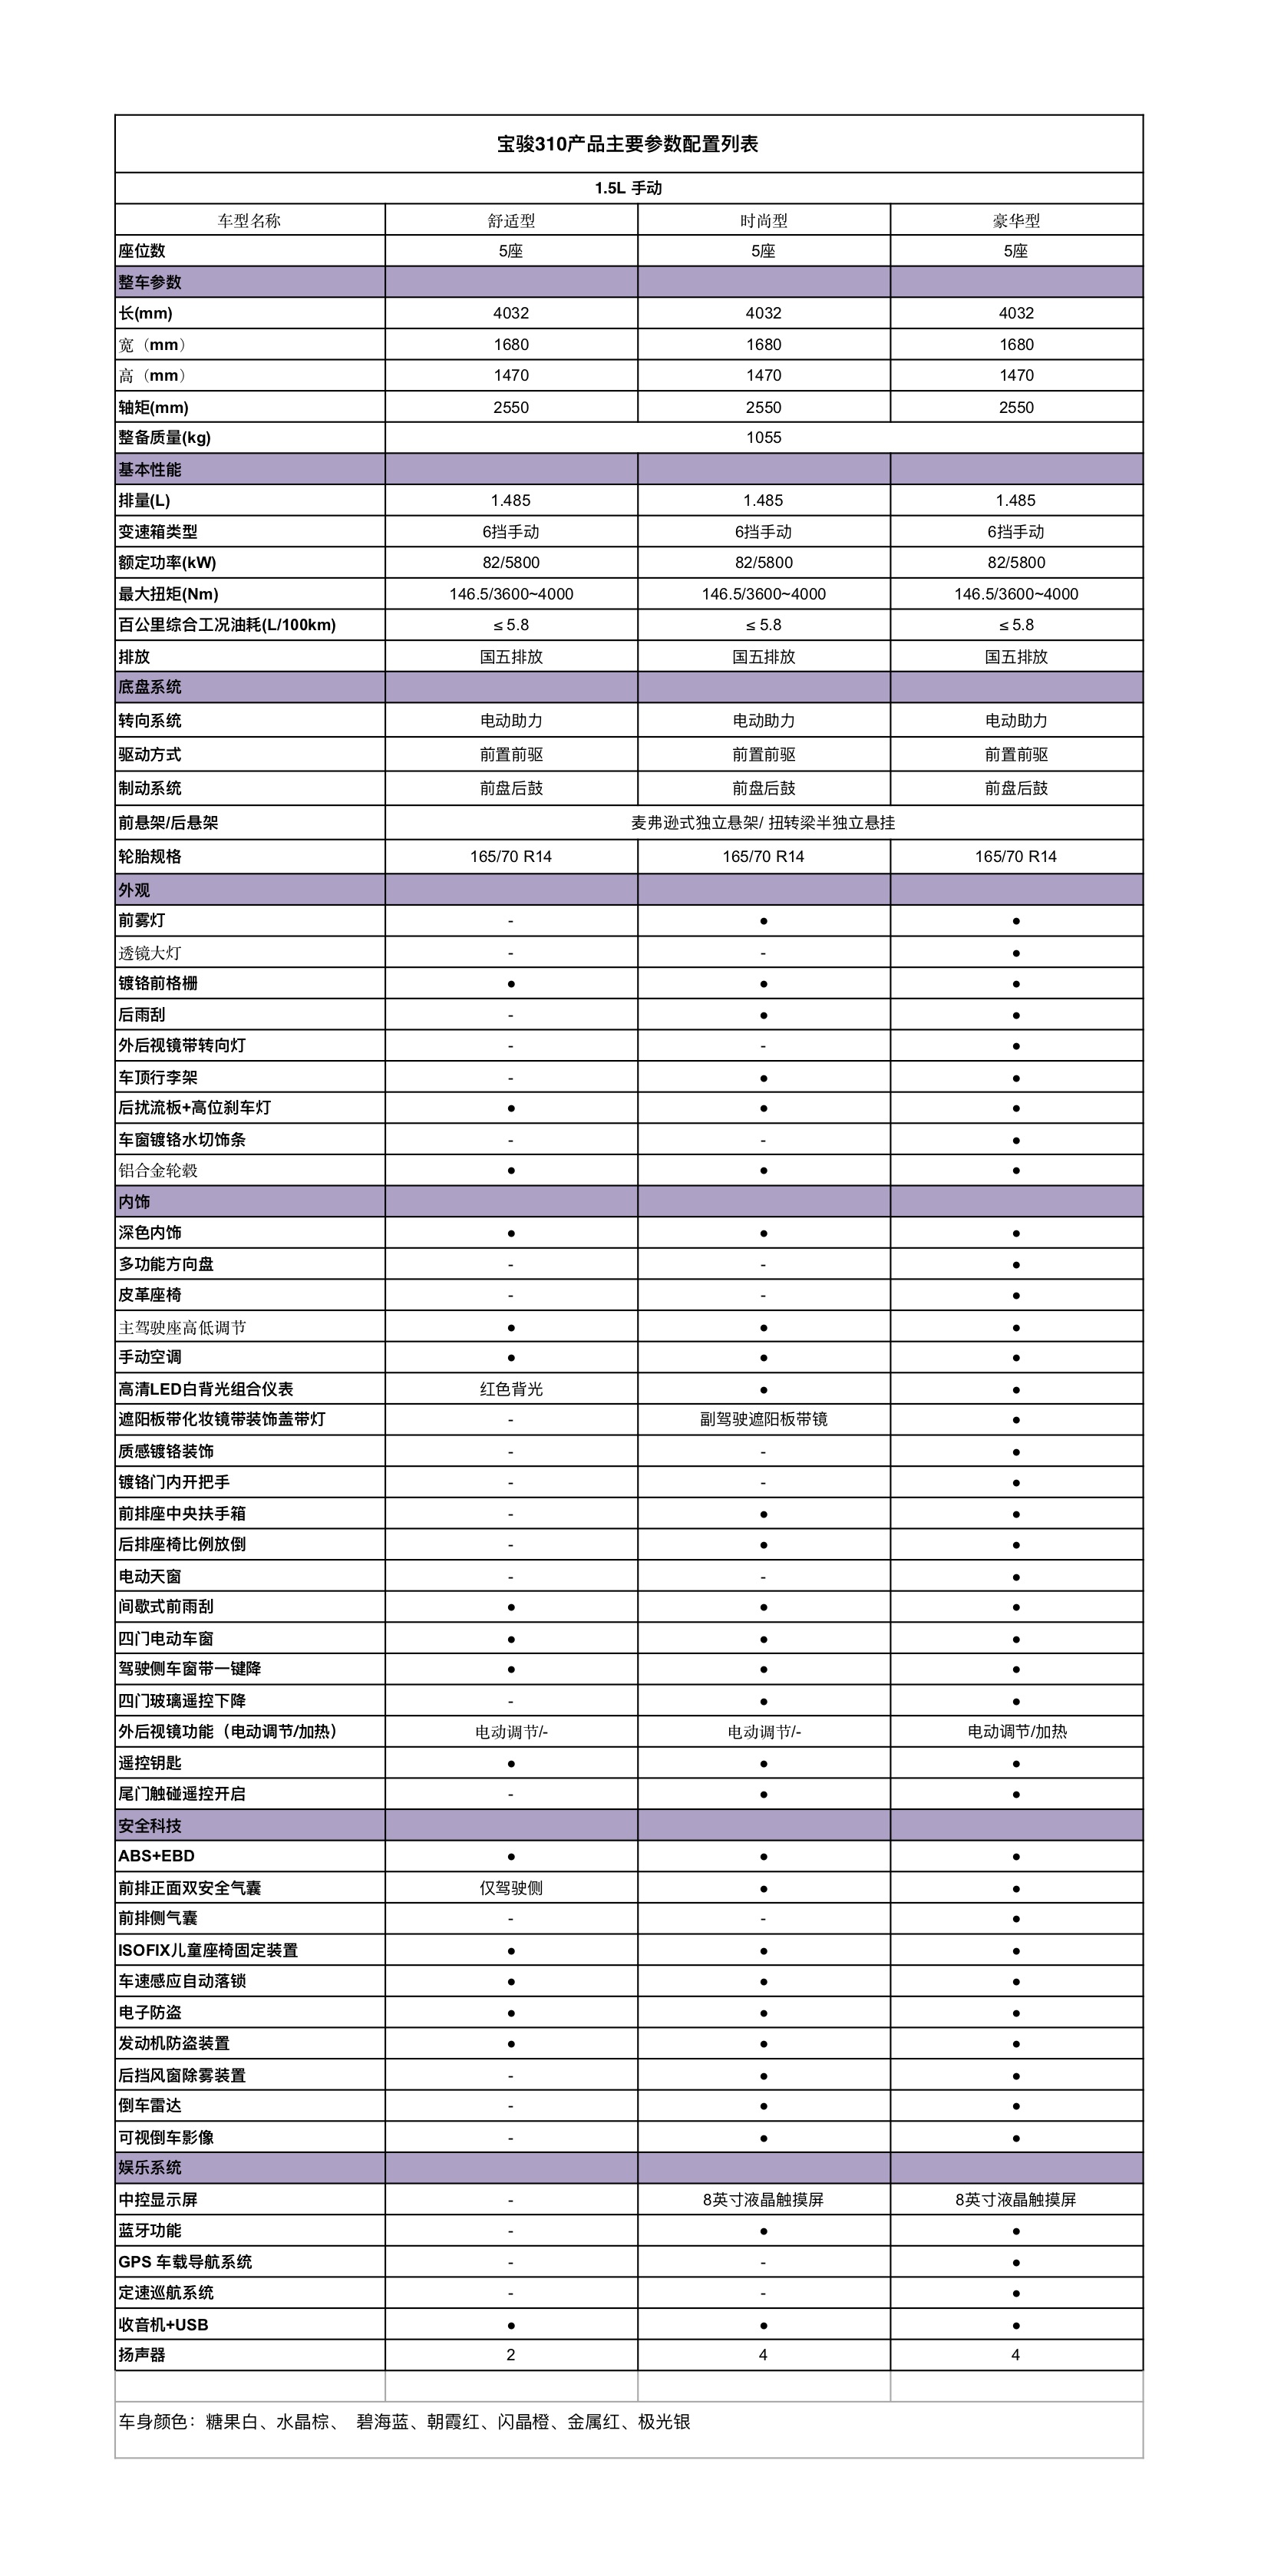 宝骏310产品主要参数配置列表
1.5L 手动
车型名称 舒适型 时尚型 豪华型
座位数 5座 5座 5座
整车参数
长(mm) 4032 4032 4032
宽（mm） 1680 1680 1680
高（mm） 1470 1470 1470
轴距(mm) 2550 2550 2550
整备质量(kg) 1055
基本性能
排量(L) 1.485 1.485 1.485
变速箱类型 6挡手动 6挡手动 6挡手动
额定功率(kW) 82/5800 82/5800 82/5800
最大扭矩(Nm) 146.5/3600~4000 146.5/3600~4000 146.5/3600~4000
百公里综合工况油耗(L/100km) ≤ 5.8 ≤ 5.8 ≤ 5.8
排放 国五排放 国五排放 国五排放
底盘系统
转向系统 电动助力 电动助力 电动助力
驱动方式 前置前驱 前置前驱 前置前驱
制动系统 前盘后鼓 前盘后鼓 前盘后鼓
前悬架/后悬架 麦弗逊式独立悬架/ 扭转梁半独立悬挂
轮胎规格 165/70 R14 165/70 R14 165/70 R14
外观
前雾灯 - ● ●
透镜大灯 - - ●
镀铬前格栅 ● ● ●
后雨刮 - ● ●
外后视镜带转向灯 - - ●
车顶行李架 - ● ●
后扰流板+高位刹车灯 ● ● ●
车窗镀铬水切饰条 - - ●
铝合金轮毂 ● ● ●
内饰
深色内饰 ● ● ●
多功能方向盘 - - ●
皮革座椅 - - ●
主驾驶座高低调节 ● ● ●
手动空调 ● ● ●
高清LED白背光组合仪表 红色背光 ● ●
遮阳板带化妆镜带装饰盖带灯 - 副驾驶遮阳板带镜 ●
质感镀铬装饰 - - ●
镀铬门内开把手 - - ●
前排座中央扶手箱 - ● ●
后排座椅比例放倒 - ● ●
电动天窗 - - ●
间歇式前雨刮 ● ● ●
四门电动车窗 ● ● ●
驾驶侧车窗带一键降 ● ● ●
四门玻璃遥控下降 - ● ●
外后视镜功能（电动调节/加热） 电动调节/- 电动调节/- 电动调节/加热
遥控钥匙 ● ● ●
尾门触碰遥控开启 - ● ●
安全科技
ABS+EBD ● ● ●
前排正面双安全气囊 仅驾驶侧 ● ●
前排侧气囊 - - ●
ISOFIX儿童座椅固定装置 ● ● ●
车速感应自动落锁 ● ● ●
电子防盗 ● ● ●
发动机防盗装置 ● ● ●
后挡风窗除雾装置 - ● ●
倒车雷达 - ● ●
可视倒车影像 - ● ●
娱乐系统
中控显示屏 - 8英寸液晶触摸屏 8英寸液晶触摸屏
蓝牙功能 - ● ●
GPS 车载导航系统 - - ●
定速巡航系统 - - ●
收音机+USB ● ● ●
扬声器 2 4 4
车身颜色：糖果白、水晶棕、 碧海蓝、朝霞红、闪晶橙、金属红、极光银